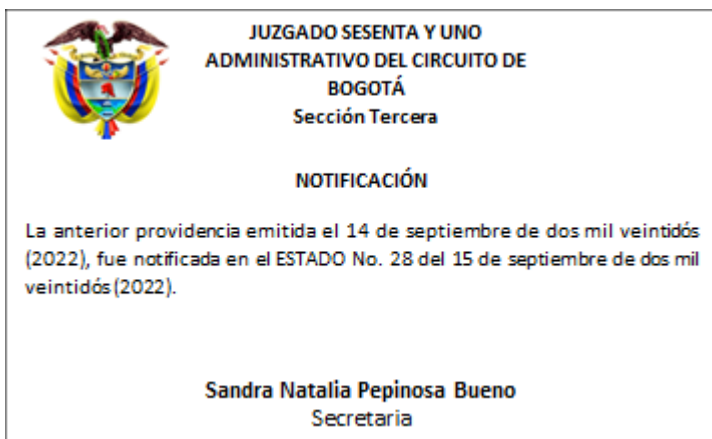 JUZGADO SESENTA Y UNO
ADMINISTRATIVO DEL CIRCUITO DE
BOGOTÁ
Sección Tercera
NOTIFICACIÓN
La anterior providencia emitida el 14 de septiembre de dos mil veintidós
(2022), fue notificada en el ESTADO No. 28 del 15 de septiembre de dos mil
veintidós (2022).
Sandra Natalia Pepinosa Bueno
Secretaria